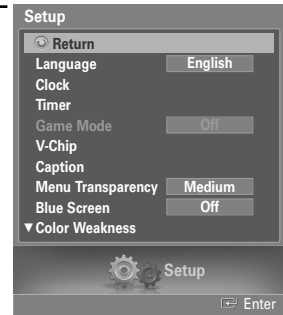 Setup
Return
Language English
Clock
Timer
Game Mode Off
V-Chip
Caption
Menu Transparency Medium
Blue Screen Off
▼Color Weakness
Setup
Enter